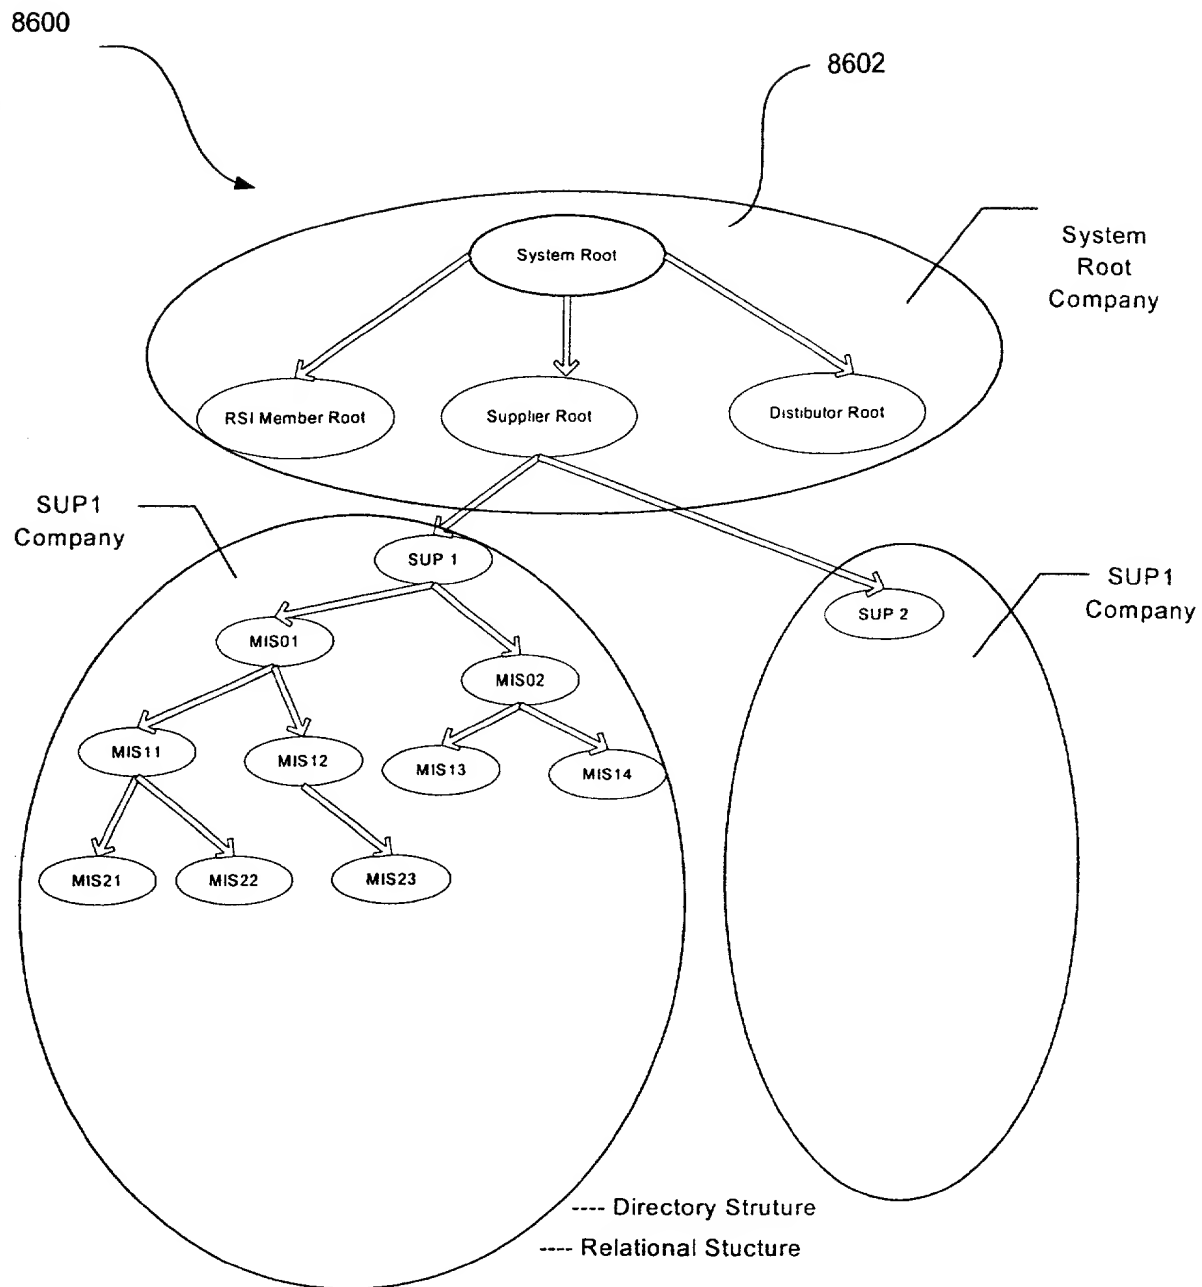 8600
8602
System Root
System
Root
Company
RSI Member Root
Supplier Root
Distibutor Root
SUP1
Company
SUP 1
SUP1
Company
SUP 2
MIS01
MIS02
MIS11
MIS12
MIS13
MIS14
MIS21
MIS22
MIS23
---- Directory Struture
---- Relational Stucture